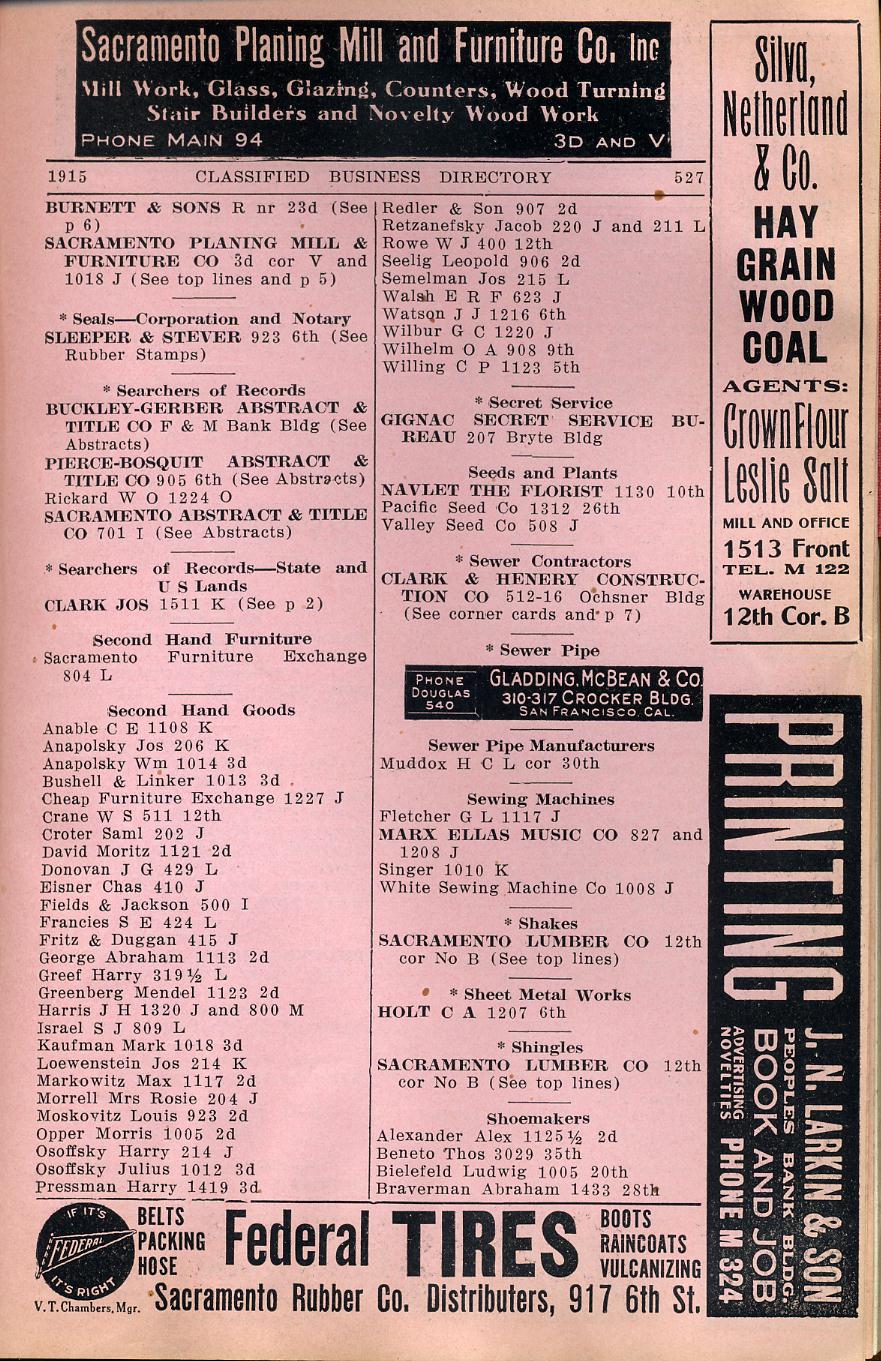 Sacramento Planing Mill and Furniture Co. Inc
Mill Work, Glass, Glazing, Counters, Wood Turning
Stair Builders and Novelty Wood Work
PHONE MAIN 94 3D AND V
1915 CLASSIFIED BUSINESS DIRECTORY 527
BURNETT & SONS R nr 23d (See
p 6)
SACRAMENTO PLANING MILL &
FURNITURE CO 3d cor V and
1018 J (See top lines and p 5)
* Seals—Corporation and Notary
SLEEPER & STEVER 923 6th (See
Rubber Stamps)
* Searchers of Records
BUCKLEY-GERBER ABSTRACT &
TITLE CO F & M Bank Bldg (See
Abstracts)
PIERCE-BOSQUIT ABSTRACT &
TITLE CO 905 6th (See Abstracts)
Rickard W O 1224 O
SACRAMENTO ABSTRACT & TITLE
CO 701 I (See Abstracts)
* Searchers of Records—State and
U S Lands
CLARK JOS 1511 K (See p 2)
Second Hand Furniture
Sacramento Furniture Exchange
804 L
Second Hand Goods
Anable C E 1108 K
Anapolsky Jos 206 K
Anapolsky Wm 1014 3d
Bushell & Linker 1013 3d
Cheap Furniture Exchange 1227 J
Crane W S 511 12th
Croter Saml 202 J
David Moritz 1121 2d
Donovan J G 429 L
Eisner Chas 410 J
Fields & Jackson 500 I
Francies S E 424 L
Fritz & Duggan 415 J
George Abraham 1113 2d
Greef Harry 319½ L
Greenberg Mendel 1123 2d
Harris J H 1320 J and 800 M
Israel S J 809 L
Kaufman Mark 1018 3d
Loewenstein Jos 214 K
Markowitz Max 1117 2d
Morrell Mrs Rosie 204 J
Moskovitz Louis 923 2d
Opper Morris 1005 2d
Osoffsky Harry 214 J
Osoffsky Julius 1012 3d
Pressman Harry 1419 3d
Redler & Son 907 2d
Retzanefsky Jacob 220 J and 211 L
Rowe W J 400 12th
Seelig Leopold 906 2d
Semelman Jos 215 L
Walsh E R F 623 J
Watson J J 1216 6th
Wilbur G C 1220 J
Wilhelm O A 908 9th
Willing C P 1123 5th
* Secret Service
GIGNAC SECRET SERVICE BU-
REAU 207 Bryte Bldg
Seeds and Plants
NAVLET THE FLORIST 1130 10th
Pacific Seed Co 1312 26th
Valley Seed Co 508 J
* Sewer Contractors
CLARK & HENERY CONSTRUC-
TION CO 512-16 Ochsner Bldg
(See corner cards and p 7)
* Sewer Pipe
PHONE
DOUGLAS
540
GLADDING, McBEAN & CO.
310-317 CROCKER BLDG.
SAN FRANCISCO, CAL.
Sewer Pipe Manufacturers
Muddox H C L cor 30th
Sewing Machines
Fletcher G L 1117 J
MARX ELLAS MUSIC CO 827 and
1208 J
Singer 1010 K
White Sewing Machine Co 1008 J
* Shakes
SACRAMENTO LUMBER CO 12th
cor No B (See top lines)
* Sheet Metal Works
HOLT C A 1207 6th
* Shingles
SACRAMENTO LUMBER CO 12th
cor No B (See top lines)
Shoemakers
Alexander Alex 1125½ 2d
Beneto Thos 3029 35th
Bielefeld Ludwig 1005 20th
Braverman Abraham 1433 28th
Silva,
Netherland
& Co.
HAY
GRAIN
WOOD
COAL
AGENTS:
Crown Flour
Leslie Salt
MILL AND OFFICE
1513 Front
TEL. M 122
WAREHOUSE
12th Cor. B
PRINTING
J. N. LARKIN & SON
PEOPLES BANK BLDG.
BOOK AND JOB
ADVERTISING
NOVELTIES
PHONE M 824
IF IT'S
FEDERAL
IT'S RIGHT
V. T. Chambers, Mgr.
BELTS
PACKING
HOSE
Federal TIRES
BOOTS
RAINCOATS
VULCANIZING
Sacramento Rubber Co. Distributers, 917 6th St.